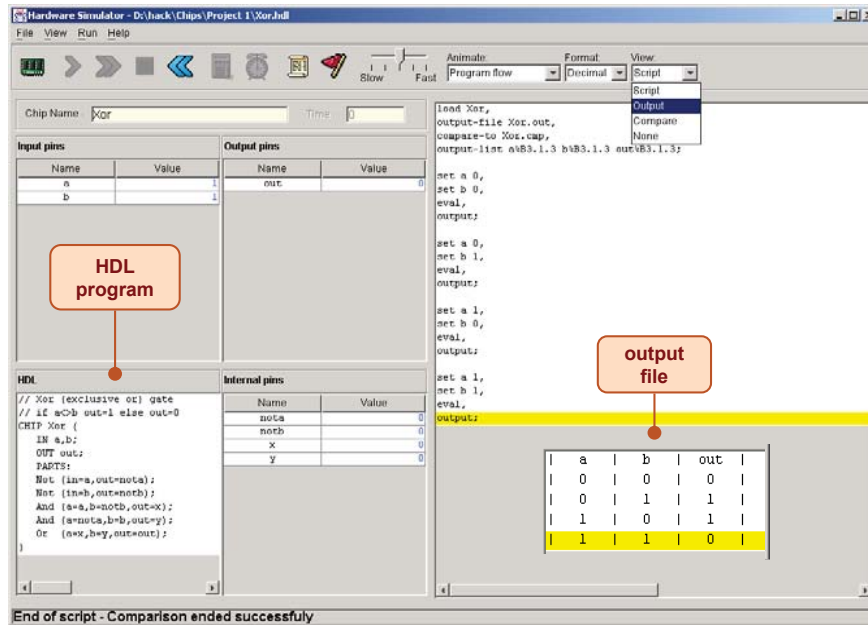 Hardware Simulator - D:\hack\Chips\Project 1\Xor.hdl
File View Run Help
Slow Fast
Animate:
Program flow
Format:
Decimal
View:
Script
Script
Output
Compare
None
Chip Name : Xor
Time : 0
Input pins
Name Value
a 1
b 1
Output pins
Name Value
out 0
HDL program
HDL
// Xor (exclusive or) gate
// if a<>b out=1 else out=0
CHIP Xor {
IN a,b;
OUT out;
PARTS:
Not (in=a,out=nota);
Not (in=b,out=notb);
And (a=a,b=notb,out=x);
And (a=nota,b=b,out=y);
Or (a=x,b=y,out=out);
}
Internal pins
Name Value
nota 0
notb 0
x 0
y 0
load Xor,
output-file Xor.out,
compare-to Xor.cmp,
output-list a%B3.1.3 b%B3.1.3 out%B3.1.3;
set a 0,
set b 0,
eval,
output;
set a 0,
set b 1,
eval,
output;
set a 1,
set b 0,
eval,
output;
set a 1,
set b 1,
eval,
output;
output file
| a | b | out |
| 0 | 0 | 0 |
| 0 | 1 | 1 |
| 1 | 0 | 1 |
| 1 | 1 | 0 |
End of script - Comparison ended successfuly